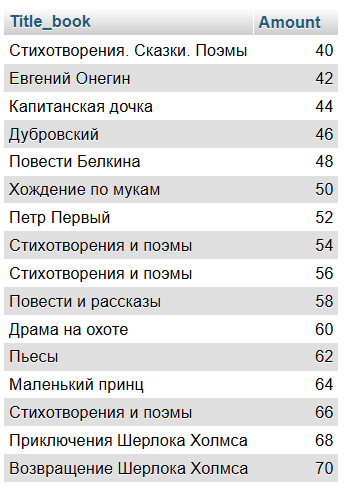 Title_book Amount
Стихотворения. Сказки. Поэмы 40
Евгений Онегин 42
Капитанская дочка 44
Дубровский 46
Повести Белкина 48
Хождение по мукам 50
Петр Первый 52
Стихотворения и поэмы 54
Стихотворения и поэмы 56
Повести и рассказы 58
Драма на охоте 60
Пьесы 62
Маленький принц 64
Стихотворения и поэмы 66
Приключения Шерлока Холмса 68
Возвращение Шерлока Холмса 70